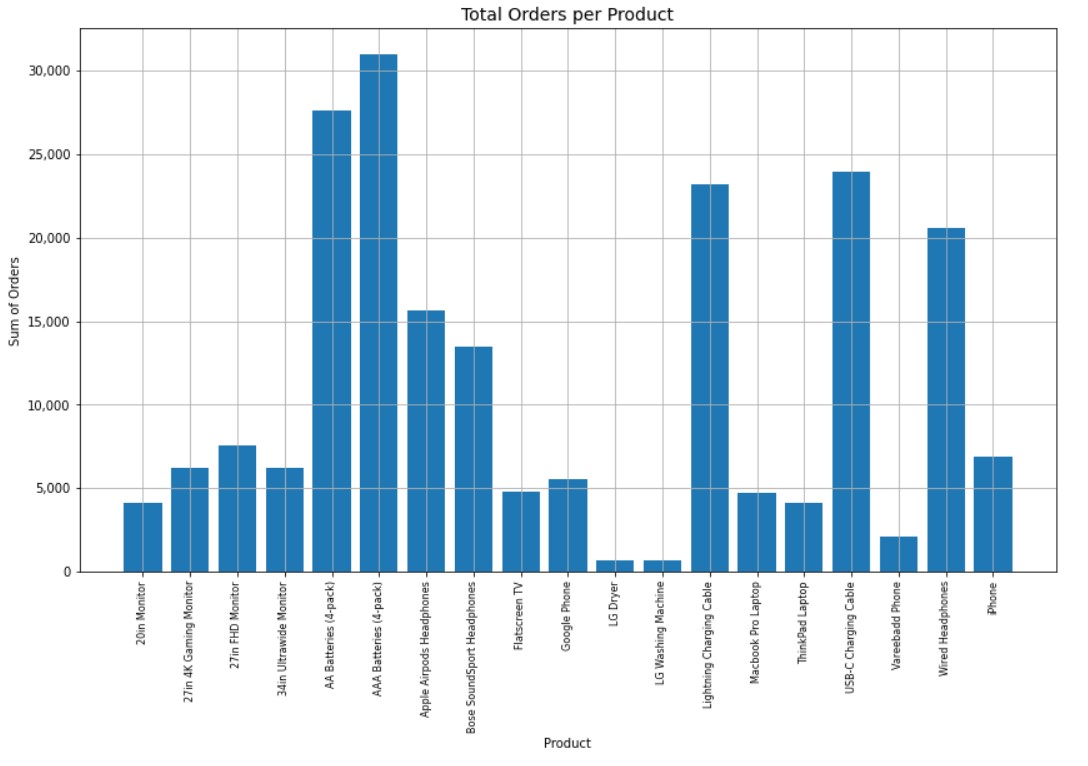 Total Orders per Product
Sum of Orders
30,000
25,000
20,000
15,000
10,000
5,000
0
20in Monitor
27in 4K Gaming Monitor
27in FHD Monitor
34in Ultrawide Monitor
AA Batteries (4-pack)
AAA Batteries (4-pack)
Apple Airpods Headphones
Bose SoundSport Headphones
Flatscreen TV
Google Phone
LG Dryer
LG Washing Machine
Lightning Charging Cable
Macbook Pro Laptop
ThinkPad Laptop
USB-C Charging Cable
Vareebadd Phone
Wired Headphones
iPhone
Product